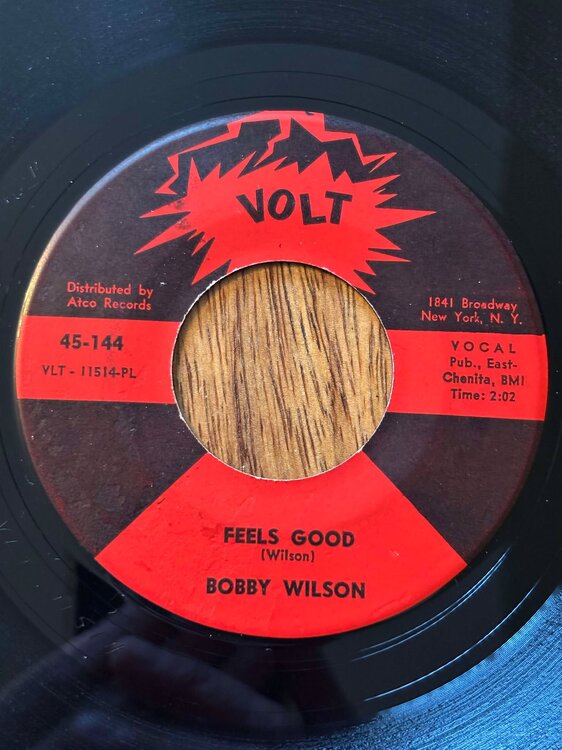 VOLT
Distributed by
Atco Records
1841 Broadway
New York, N. Y.
45-144
VLT - 11514-PL
VOCAL
Pub., East-
Chenita, BMI
Time: 2:02
FEELS GOOD
(Wilson)
BOBBY WILSON